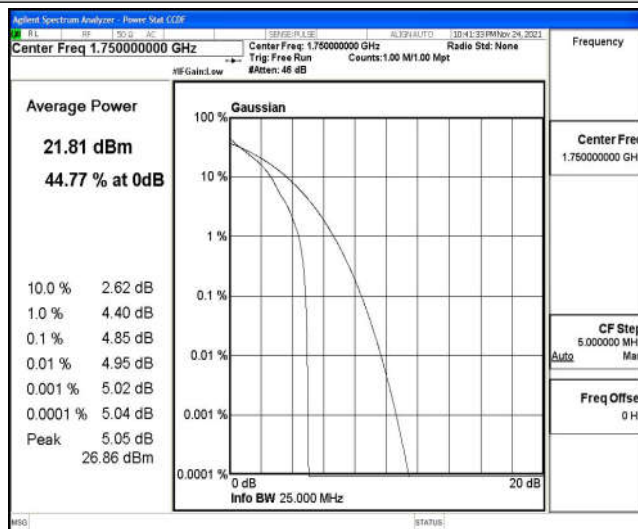 Agilent Spectrum Analyzer - Power Stat CCDF
RL RF 50 Ω AC SENSE:PULSE ALIGN AUTO 10:41:33 PM Nov 24, 2021
Center Freq 1.750000000 GHz
Center Freq: 1.750000000 GHz Radio Std: None
Trig: Free Run Counts:1.00 M/1.00 Mpt
#IFGain:Low #Atten: 46 dB
Frequency
Average Power
21.81 dBm
44.77 % at 0dB
10.0 % 2.62 dB
1.0 % 4.40 dB
0.1 % 4.85 dB
0.01 % 4.95 dB
0.001 % 5.02 dB
0.0001 % 5.04 dB
Peak 5.05 dB
26.86 dBm
Gaussian
100 %
10 %
1 %
0.1 %
0.01 %
0.001 %
0.0001 %
0 dB 20 dB
Info BW 25.000 MHz
Center Fre
1.750000000 GH
CF Step
5.000000 MH
Auto Ma
Freq Offse
0 H
MSG STATUS